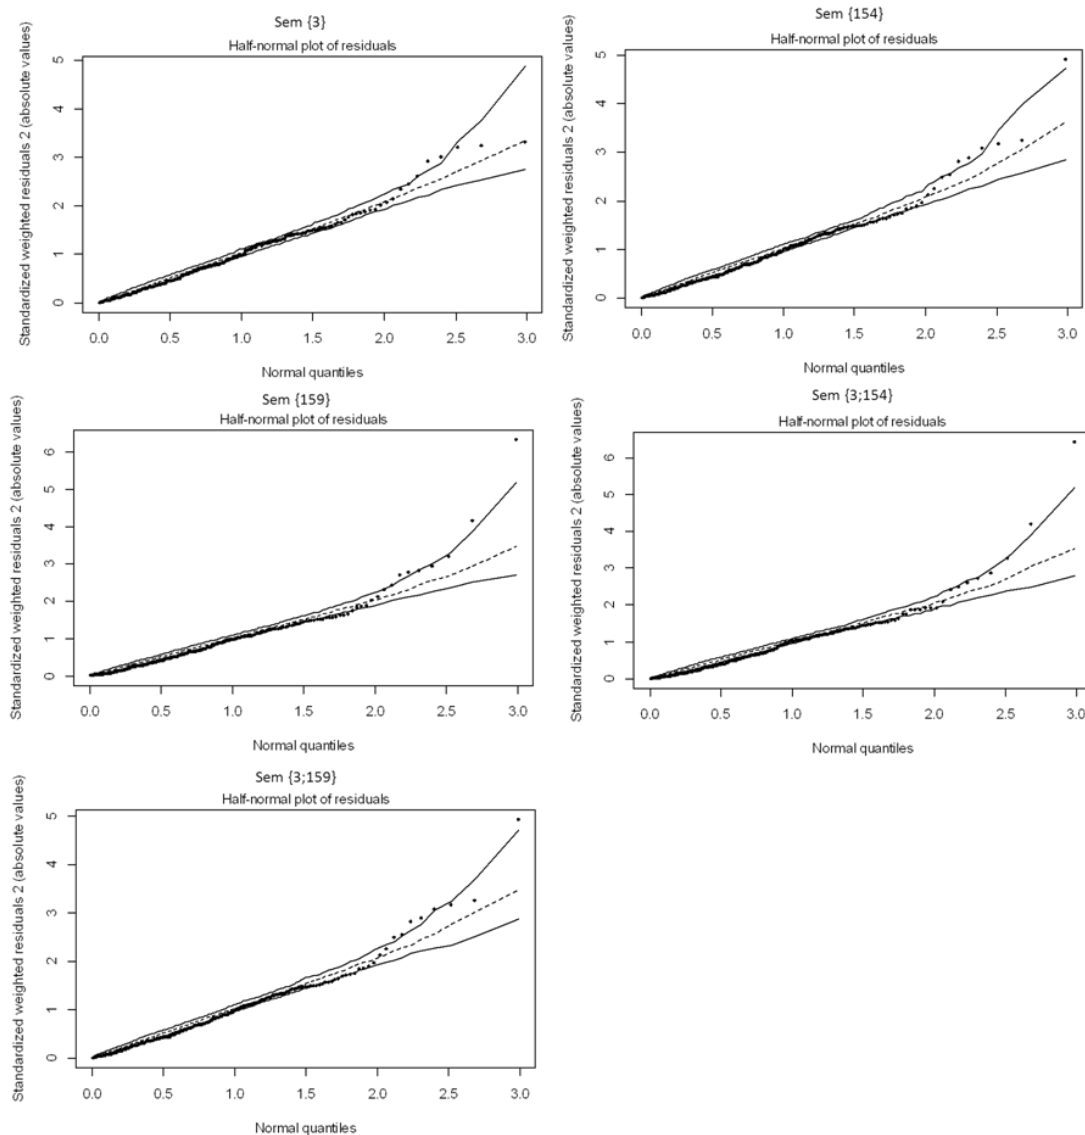 Sem {3}
Half-normal plot of residuals
Standardized weighted residuals 2 (absolute values)
5
4
3
2
1
0
0.0 0.5 1.0 1.5 2.0 2.5 3.0
Normal quantiles
Sem {154}
Half-normal plot of residuals
Standardized weighted residuals 2 (absolute values)
5
4
3
2
1
0
0.0 0.5 1.0 1.5 2.0 2.5 3.0
Normal quantiles
Sem {159}
Half-normal plot of residuals
Standardized weighted residuals 2 (absolute values)
6
5
4
3
2
1
0
0.0 0.5 1.0 1.5 2.0 2.5 3.0
Normal quantiles
Sem {3;154}
Half-normal plot of residuals
Standardized weighted residuals 2 (absolute values)
6
5
4
3
2
1
0
0.0 0.5 1.0 1.5 2.0 2.5 3.0
Normal quantiles
Sem {3;159}
Half-normal plot of residuals
Standardized weighted residuals 2 (absolute values)
5
4
3
2
1
0
0.0 0.5 1.0 1.5 2.0 2.5 3.0
Normal quantiles